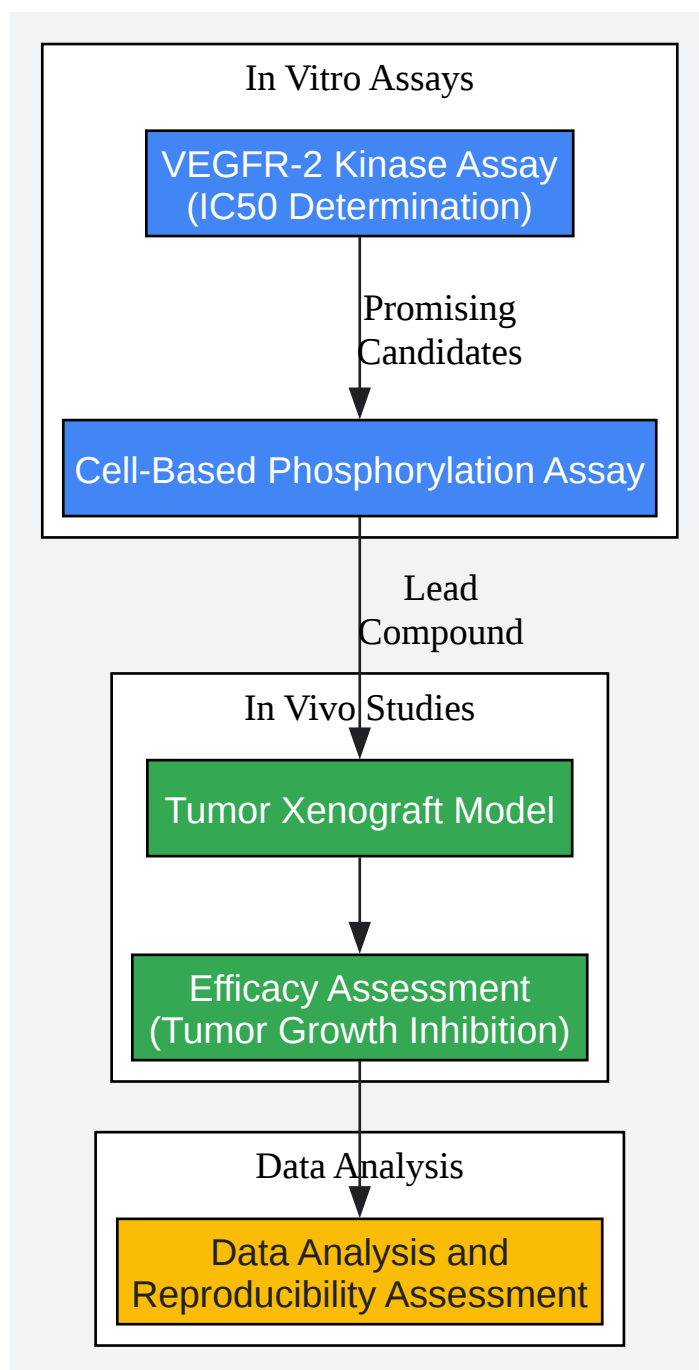 In Vitro Assays
VEGFR-2 Kinase Assay
(IC50 Determination)
Promising
Candidates
Cell-Based Phosphorylation Assay
Lead
Compound
In Vivo Studies
Tumor Xenograft Model
Efficacy Assessment
(Tumor Growth Inhibition)
Data Analysis
Data Analysis and
Reproducibility Assessment